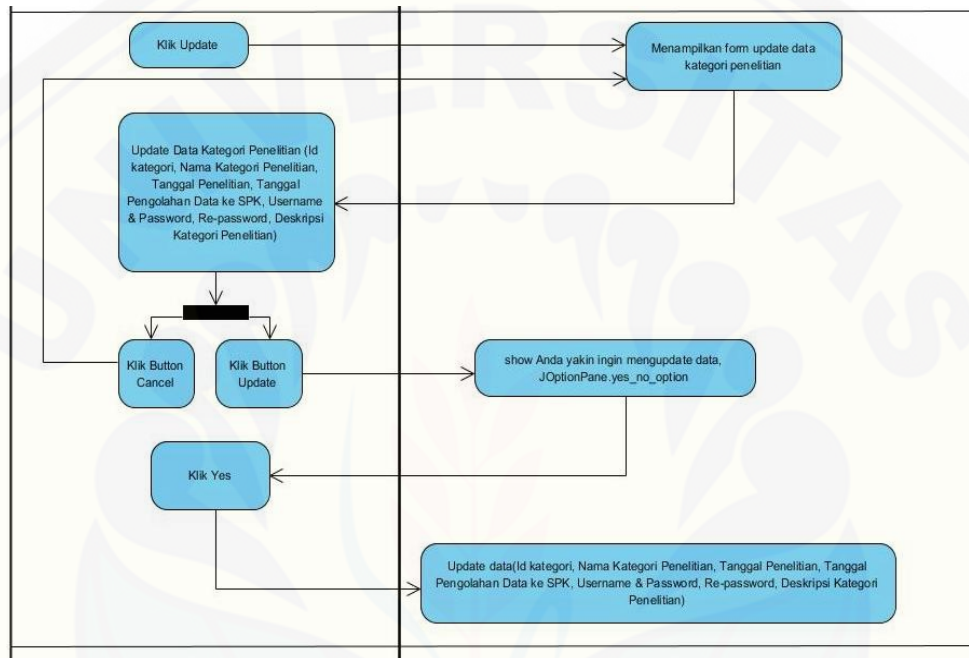 Klik Update
Menampilkan form update data
kategori penelitian
Update Data Kategori Penelitian (Id
kategori, Nama Kategori Penelitian,
Tanggal Penelitian, Tanggal
Pengolahan Data ke SPK, Username
& Password, Re-password, Deskripsi
Kategori Penelitian)
Klik Button
Cancel
Klik Button
Update
show Anda yakin ingin mengupdate data,
JOptionPane.yes_no_option
Klik Yes
Update data(Id kategori, Nama Kategori Penelitian, Tanggal Penelitian, Tanggal
Pengolahan Data ke SPK, Username & Password, Re-password, Deskripsi Kategori
Penelitian)
UNIVERSITAS